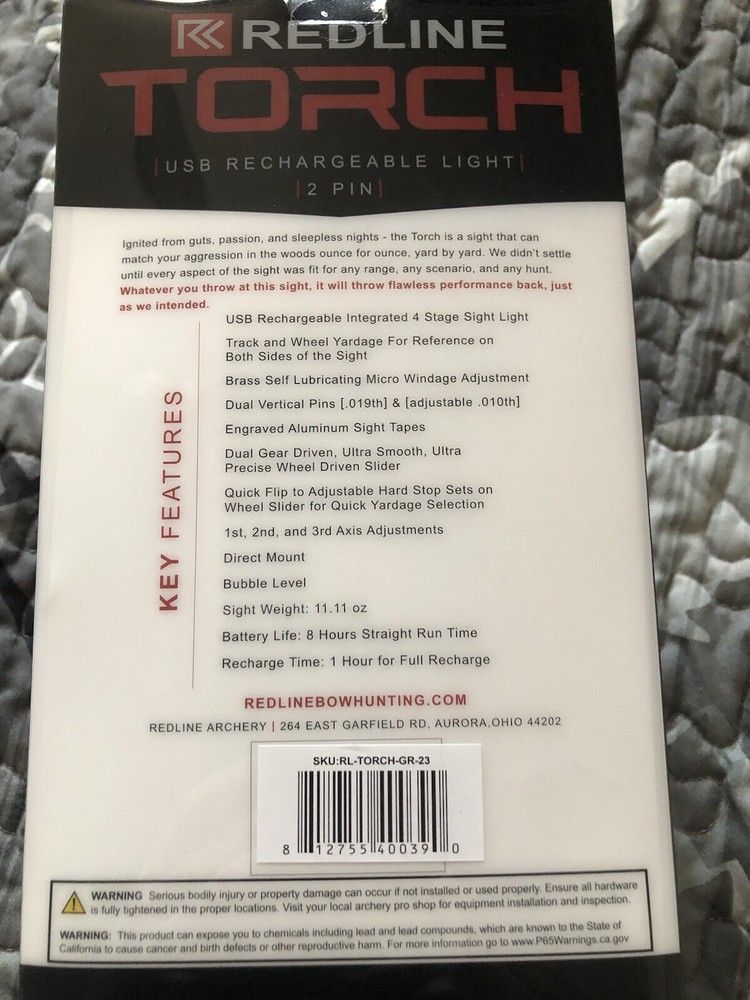 REDLINE
TORCH
USB RECHARGEABLE LIGHT
2 PIN
Ignited from guts, passion, and sleepless nights - the Torch is a sight that can
match your aggression in the woods ounce for ounce, yard by yard. We didn't settle
until every aspect of the sight was fit for any range, any scenario, and any hunt.
Whatever you throw at this sight, it will throw flawless performance back, just
as we intended.
KEY FEATURES
USB Rechargeable Integrated 4 Stage Sight Light
Track and Wheel Yardage For Reference on
Both Sides of the Sight
Brass Self Lubricating Micro Windage Adjustment
Dual Vertical Pins [.019th] & [adjustable .010th]
Engraved Aluminum Sight Tapes
Dual Gear Driven, Ultra Smooth, Ultra
Precise Wheel Driven Slider
Quick Flip to Adjustable Hard Stop Sets on
Wheel Slider for Quick Yardage Selection
1st, 2nd, and 3rd Axis Adjustments
Direct Mount
Bubble Level
Sight Weight: 11.11 oz
Battery Life: 8 Hours Straight Run Time
Recharge Time: 1 Hour for Full Recharge
REDLINEBOWHUNTING.COM
REDLINE ARCHERY | 264 EAST GARFIELD RD, AURORA,OHIO 44202
SKU:RL-TORCH-GR-23
8 12755 40039 0
WARNING Serious bodily injury or property damage can occur if not installed or used properly. Ensure all hardware
is fully tightened in the proper locations. Visit your local archery pro shop for equipment installation and inspection.
WARNING: This product can expose you to chemicals including lead and lead compounds, which are known to the State of
California to cause cancer and birth defects or other reproductive harm. For more information go to www.P65Warnings.ca.gov